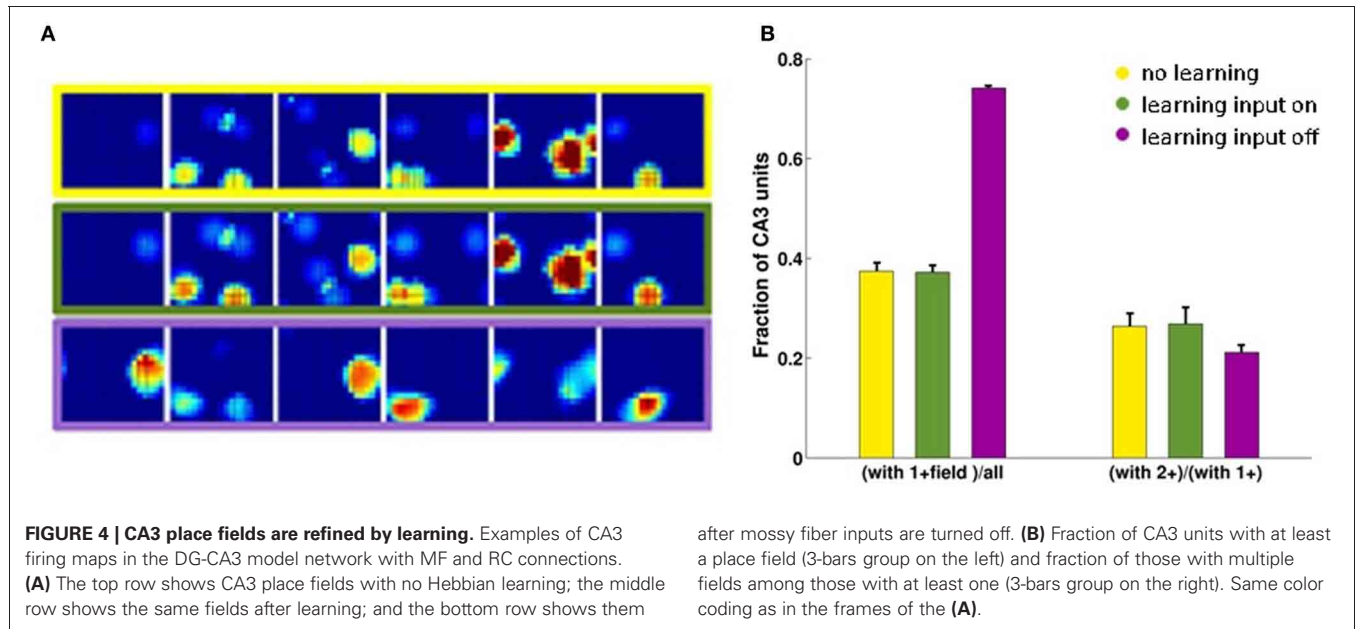 A
B
0.8
0.6
0.4
0.2
0
Fraction of CA3 units
no learning
learning input on
learning input off
(with 1+field )/all
(with 2+)/(with 1+)
FIGURE 4 | CA3 place fields are refined by learning. Examples of CA3
firing maps in the DG-CA3 model network with MF and RC connections.
(A) The top row shows CA3 place fields with no Hebbian learning; the middle
row shows the same fields after learning; and the bottom row shows them
after mossy fiber inputs are turned off. (B) Fraction of CA3 units with at least
a place field (3-bars group on the left) and fraction of those with multiple
fields among those with at least one (3-bars group on the right). Same color
coding as in the frames of the (A).